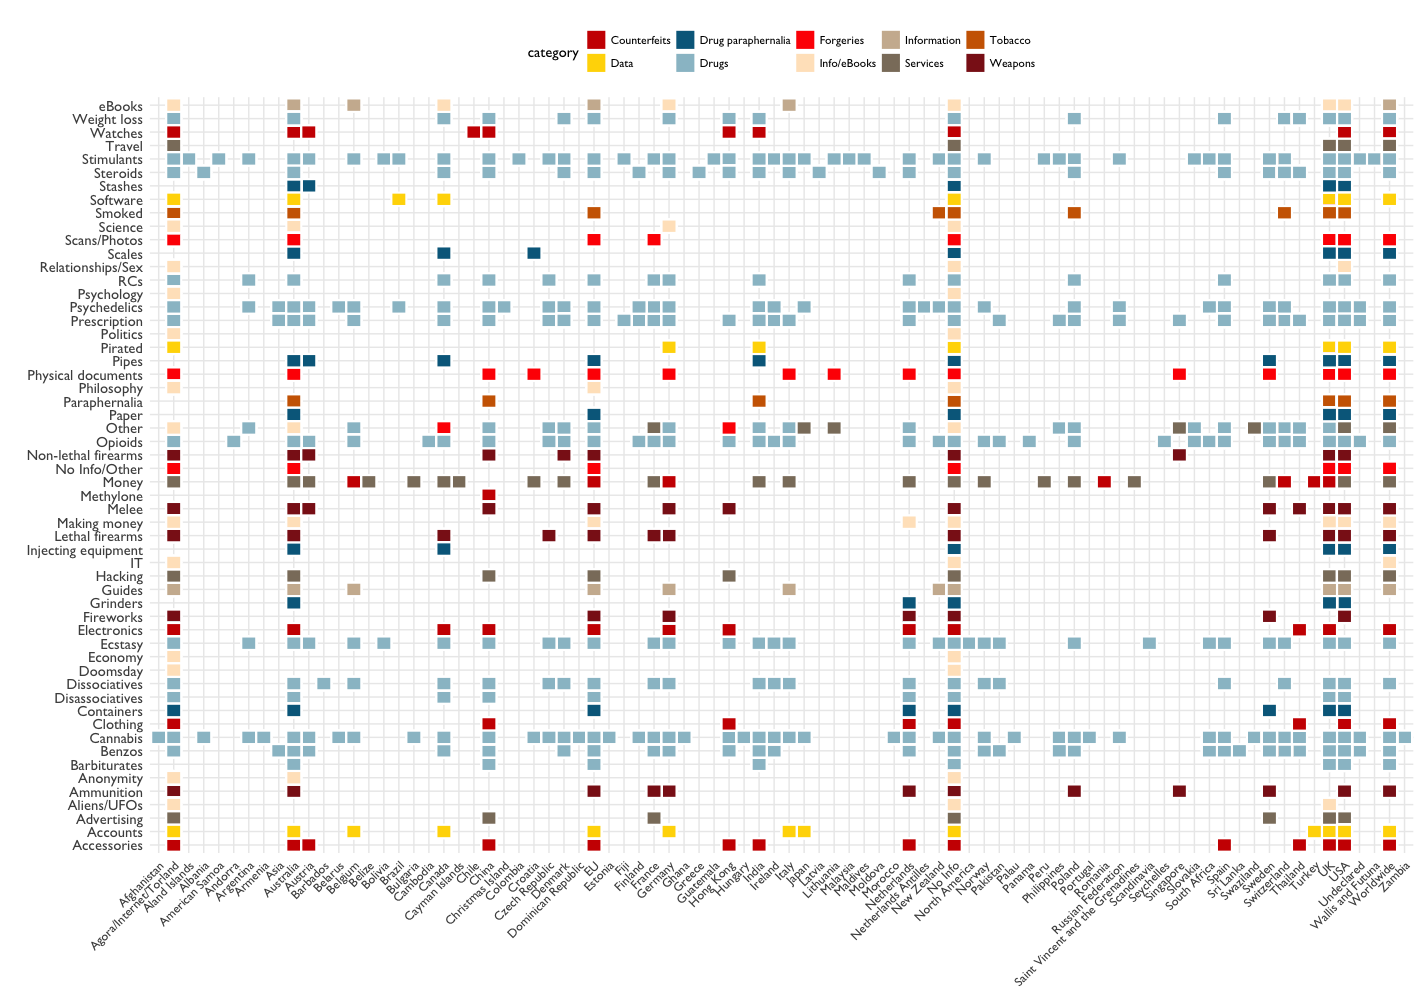 category
Counterfeits
Drug paraphernalia
Forgeries
Information
Tobacco
Data
Drugs
Info/eBooks
Services
Weapons
eBooks
Weight loss
Watches
Travel
Stimulants
Steroids
Stashes
Software
Smoked
Science
Scans/Photos
Scales
Relationships/Sex
RCs
Psychology
Psychedelics
Prescription
Politics
Pirated
Pipes
Physical documents
Philosophy
Paraphernalia
Paper
Other
Opioids
Non-lethal firearms
No Info/Other
Money
Methylone
Melee
Making money
Lethal firearms
Injecting equipment
IT
Hacking
Guides
Grinders
Fireworks
Electronics
Ecstasy
Economy
Doomsday
Dissociatives
Disassociatives
Containers
Clothing
Cannabis
Benzos
Barbiturates
Anonymity
Ammunition
Aliens/UFOs
Advertising
Accounts
Accessories
Afghanistan
Agora/Internet/Torland
Aland Islands
Albania
American Samoa
Andorra
Argentina
Armenia
Asia
Australia
Austria
Barbados
Belarus
Belgium
Belize
Bolivia
Brazil
Bulgaria
Cambodia
Canada
Cayman Islands
Chile
China
Christmas Island
Colombia
Croatia
Czech Republic
Denmark
Dominican Republic
EU
Estonia
Fiji
Finland
France
Germany
Ghana
Greece
Guatemala
Hong Kong
Hungary
India
Ireland
Italy
Japan
Latvia
Lithuania
Malaysia
Maldives
Moldova
Morocco
Netherlands
Netherlands Antilles
New Zealand
No Info
North America
Norway
Pakistan
Palau
Panama
Peru
Philippines
Poland
Portugal
Romania
Russian Federation
Saint Vincent and the Grenadines
Scandinavia
Seychelles
Singapore
Slovakia
South Africa
Spain
Sri Lanka
Swaziland
Sweden
Switzerland
Thailand
Turkey
UK
USA
Undeclared
Wallis and Futuna
Worldwide
Zambia